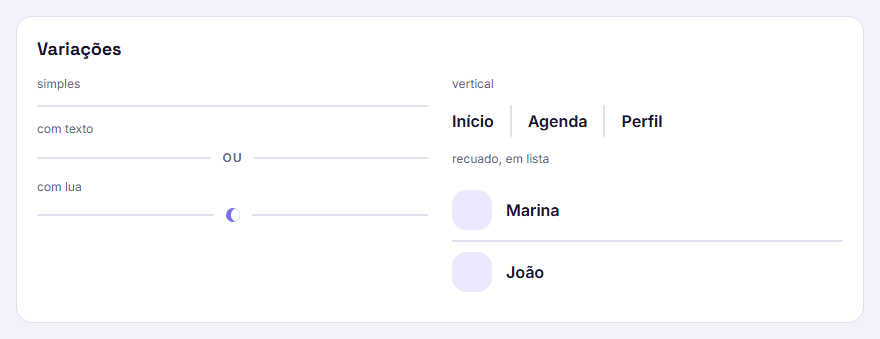 Variações
simples
com texto
OU
com lua
vertical
Início
Agenda
Perfil
recuado, em lista
Marina
João